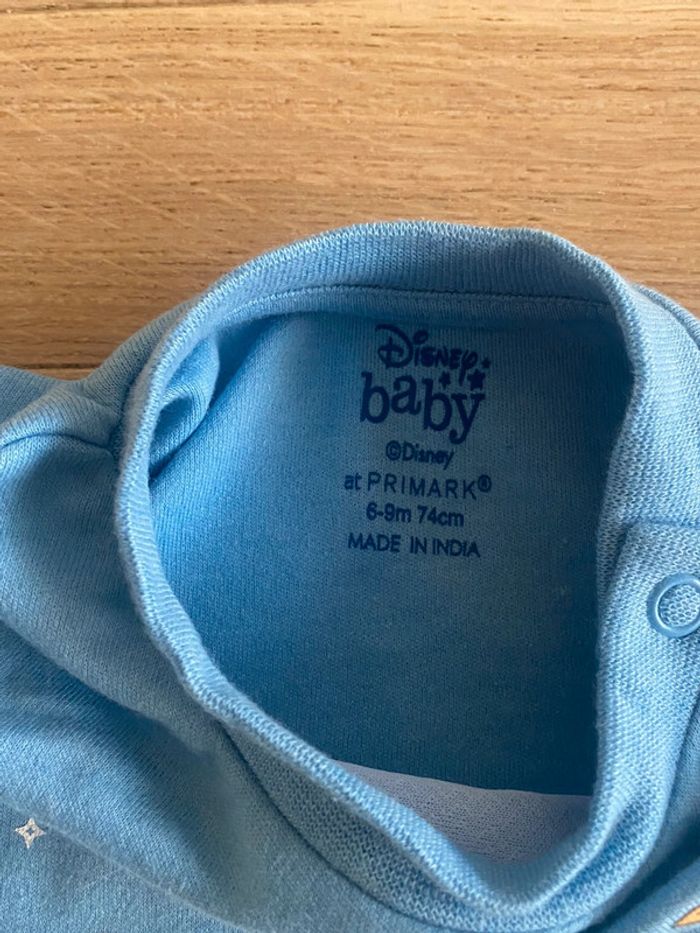 Disney
baby
©Disney
at PRIMARK®
6-9m 74cm
MADE IN INDIA